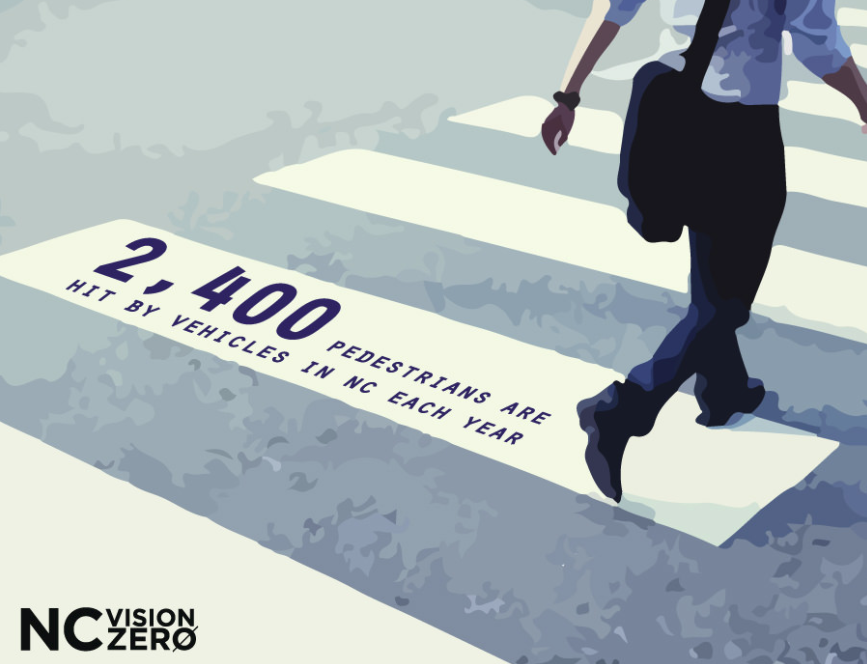 2,400 PEDESTRIANS ARE
HIT BY VEHICLES IN NC EACH YEAR
NC VISION
ZERØ